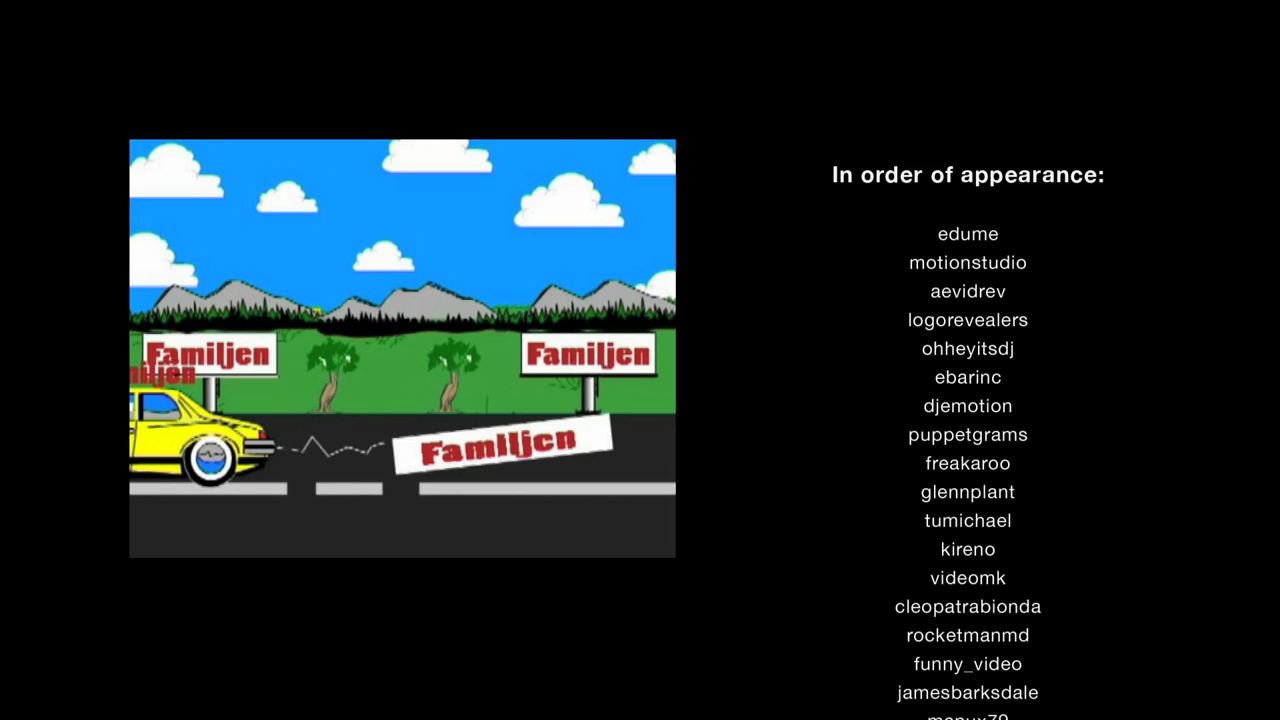 Familjen
Familjen
Familjen
In order of appearance:
edume
motionstudio
aevidrev
logorevealers
ohheyitsdj
ebarinc
djemotion
puppetgrams
freakaroo
glennplant
tumichael
kireno
videomk
cleopatrabionda
rocketmanmd
funny_video
jamesbarksdale